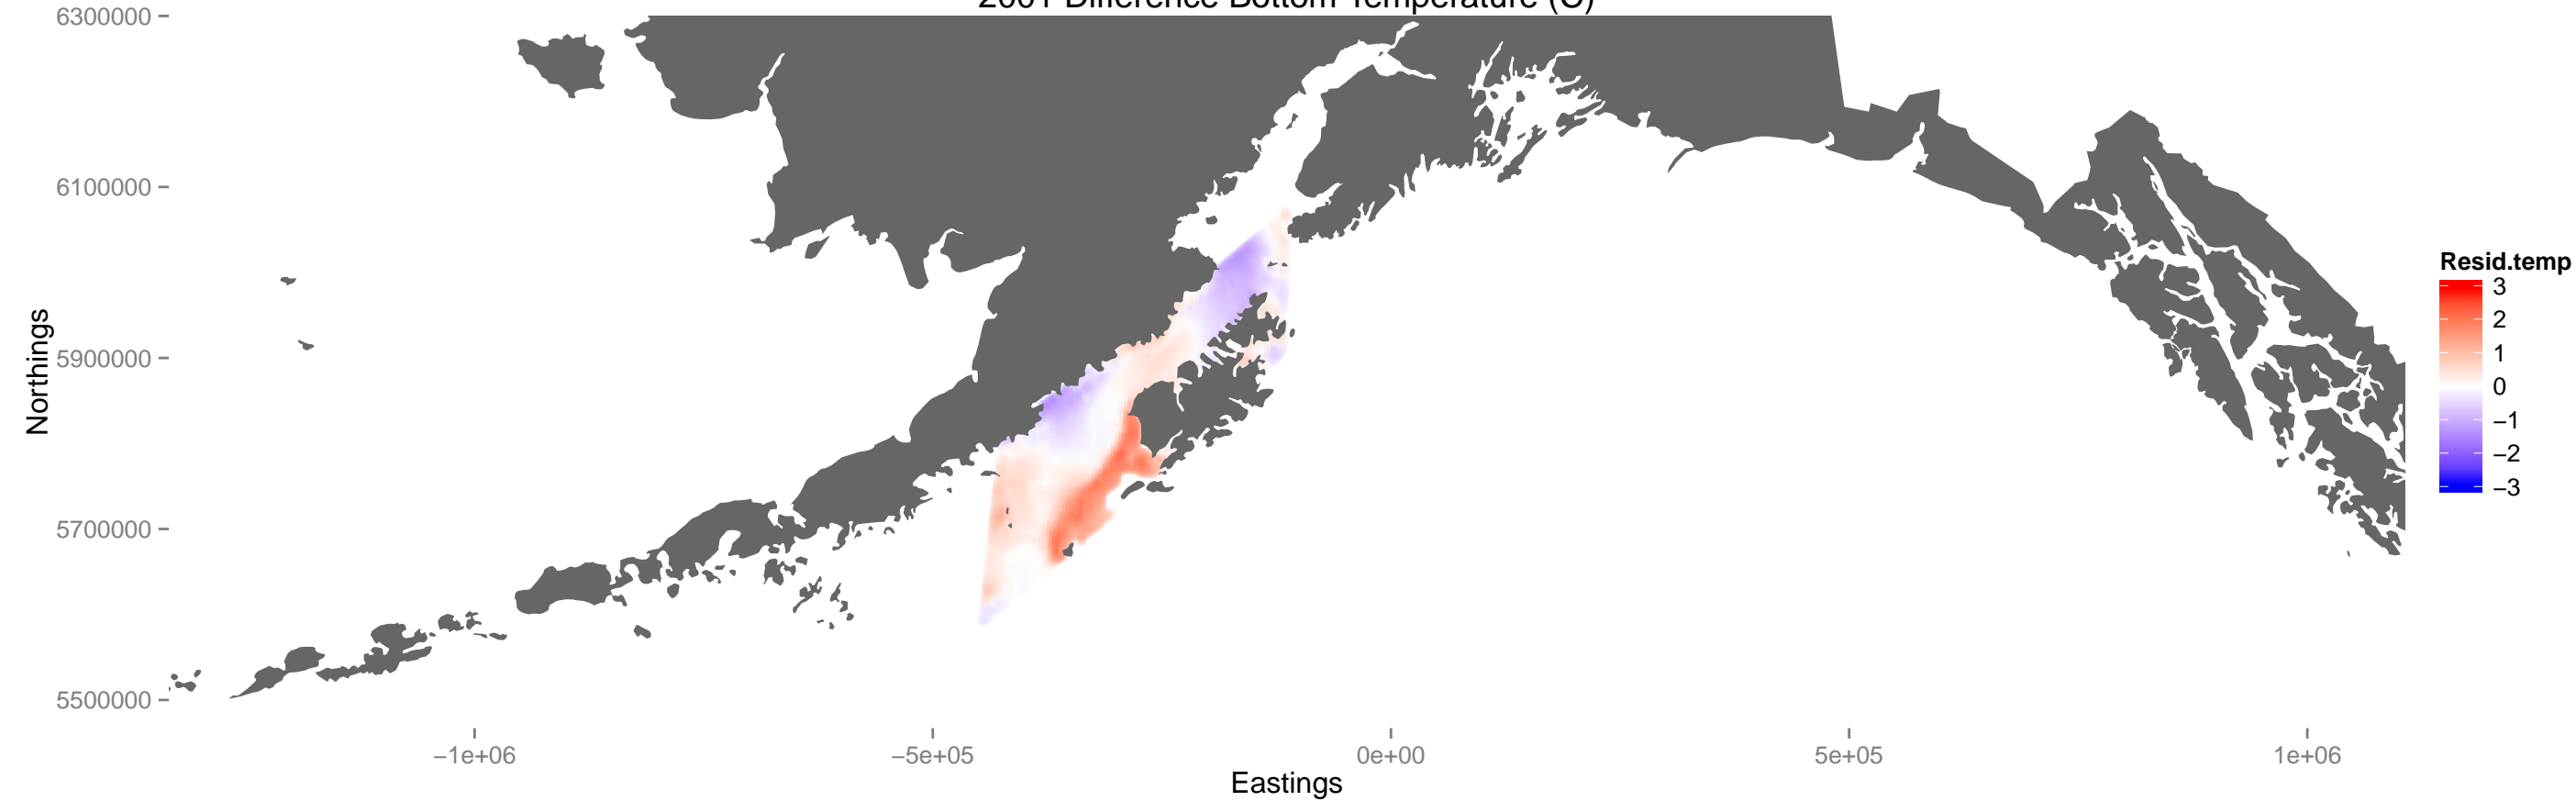 2001 Difference Bottom Temperature (C)
6300000
6100000
5900000
5700000
5500000
Northings
−1e+06
−5e+05
0e+00
5e+05
1e+06
Eastings
Resid.temp
3
2
1
0
−1
−2
−3